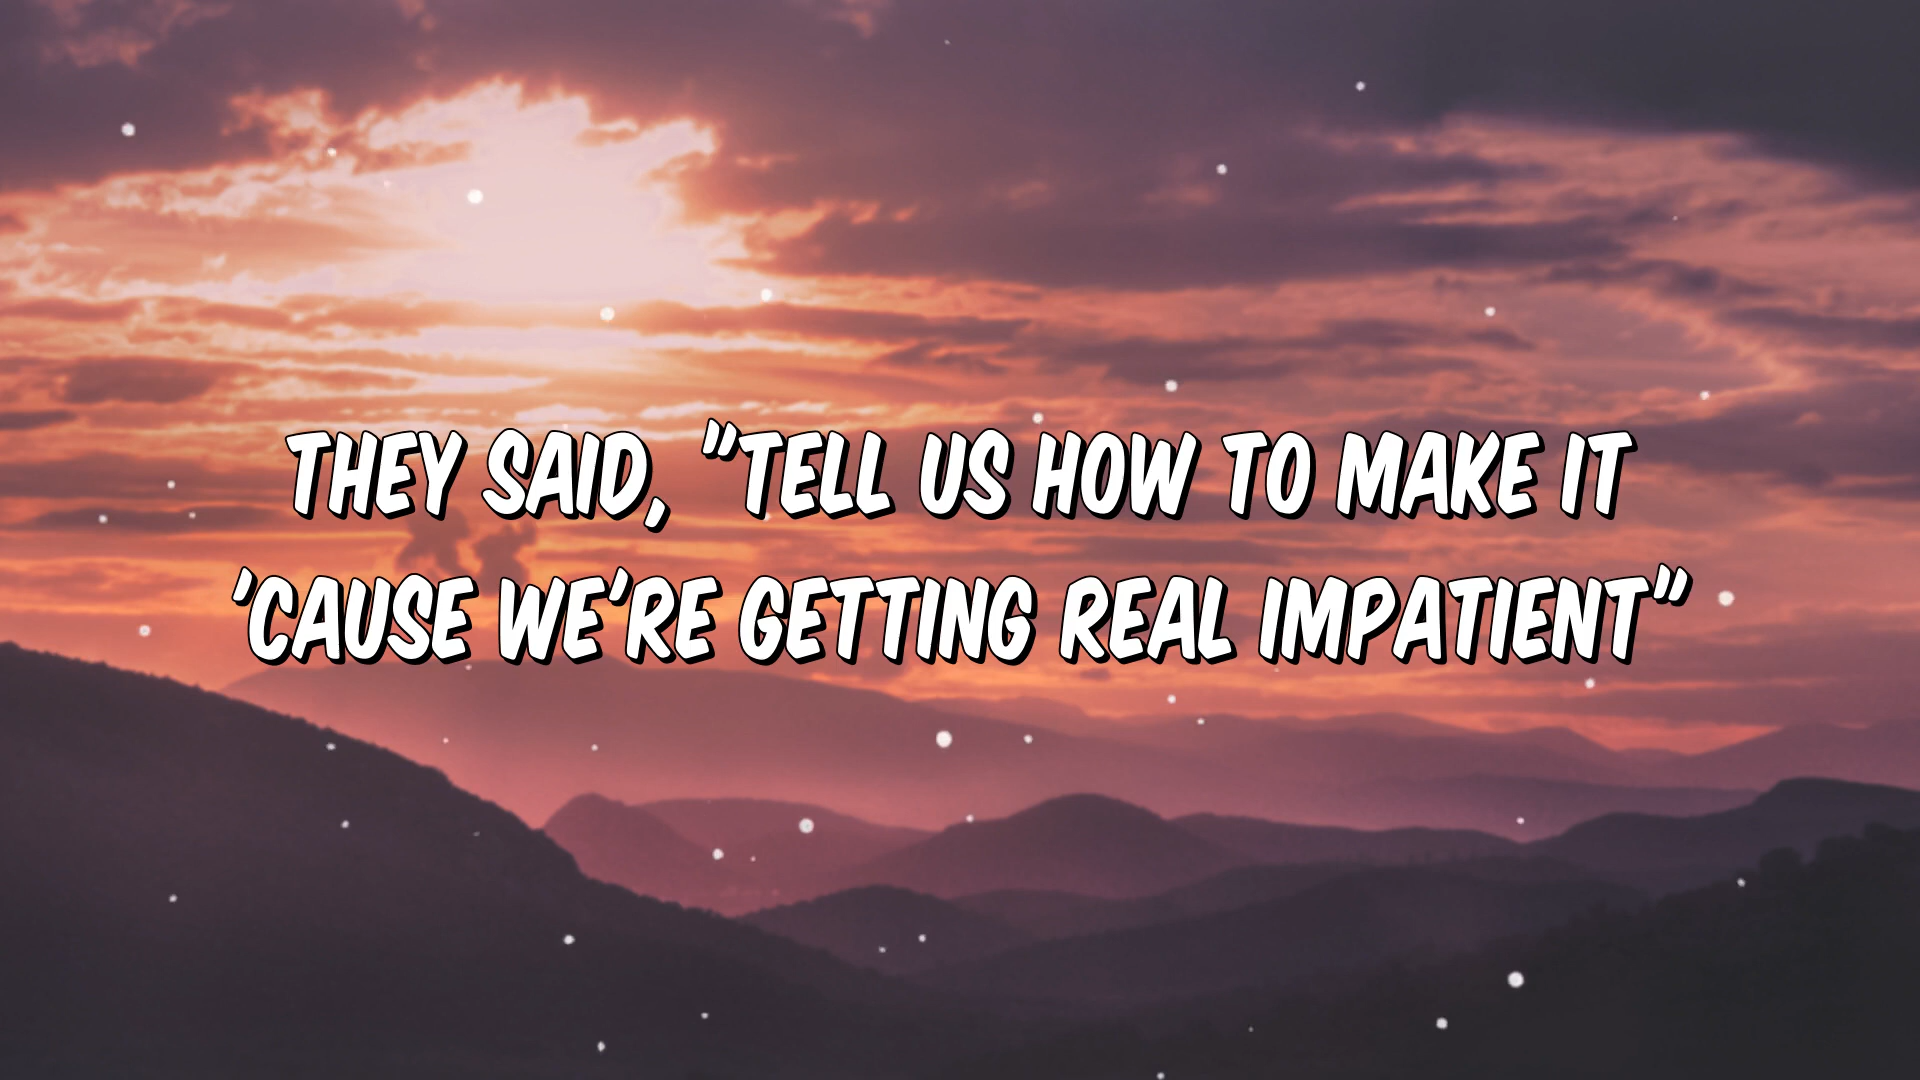 THEY SAID, "TELL US HOW TO MAKE IT
'CAUSE WE'RE GETTING REAL IMPATIENT"